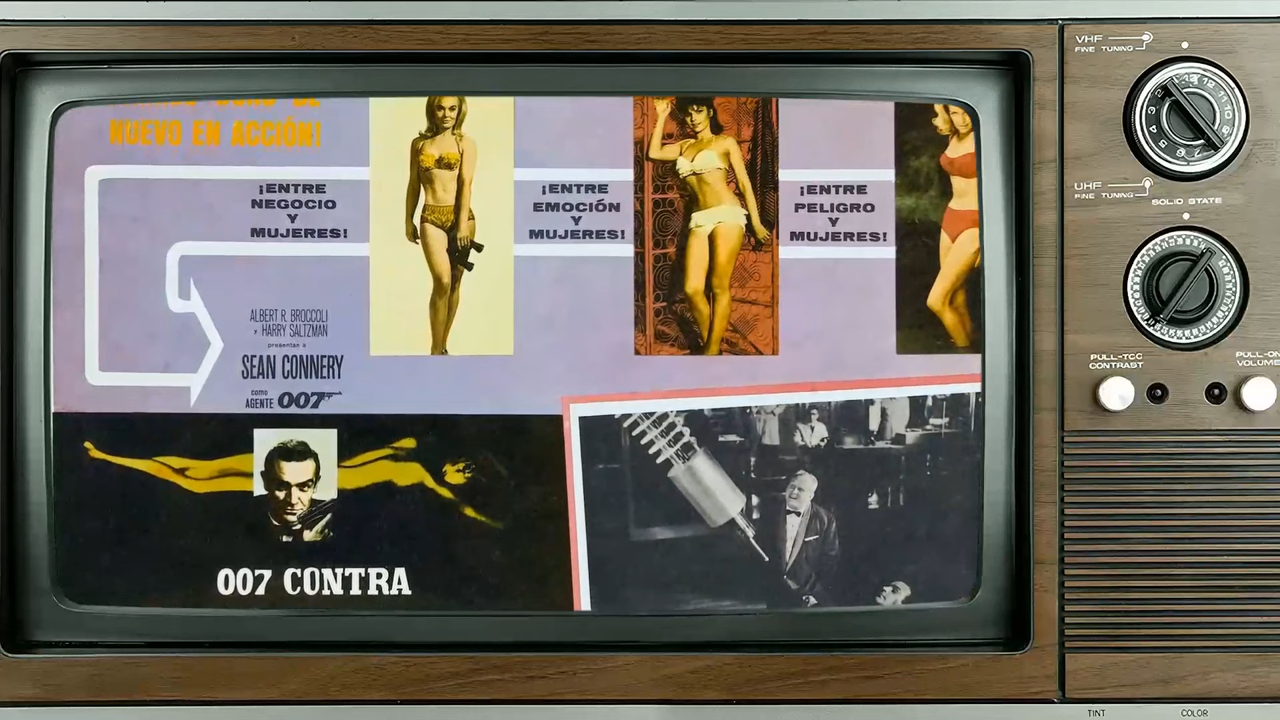 NUEVO EN ACCIÓN!
¡ENTRE
NEGOCIO
Y
MUJERES!
¡ENTRE
EMOCIÓN
Y
MUJERES!
¡ENTRE
PELIGRO
Y
MUJERES!
ALBERT R. BROCCOLI
y HARRY SALTZMAN
presentan a
SEAN CONNERY
como
AGENTE 007
007 CONTRA
VHF
FINE TUNING
UHF
FINE TUNING
SOLID STATE
PULL-TCC
CONTRAST
PULL-ON
VOLUME
TINT
COLOR